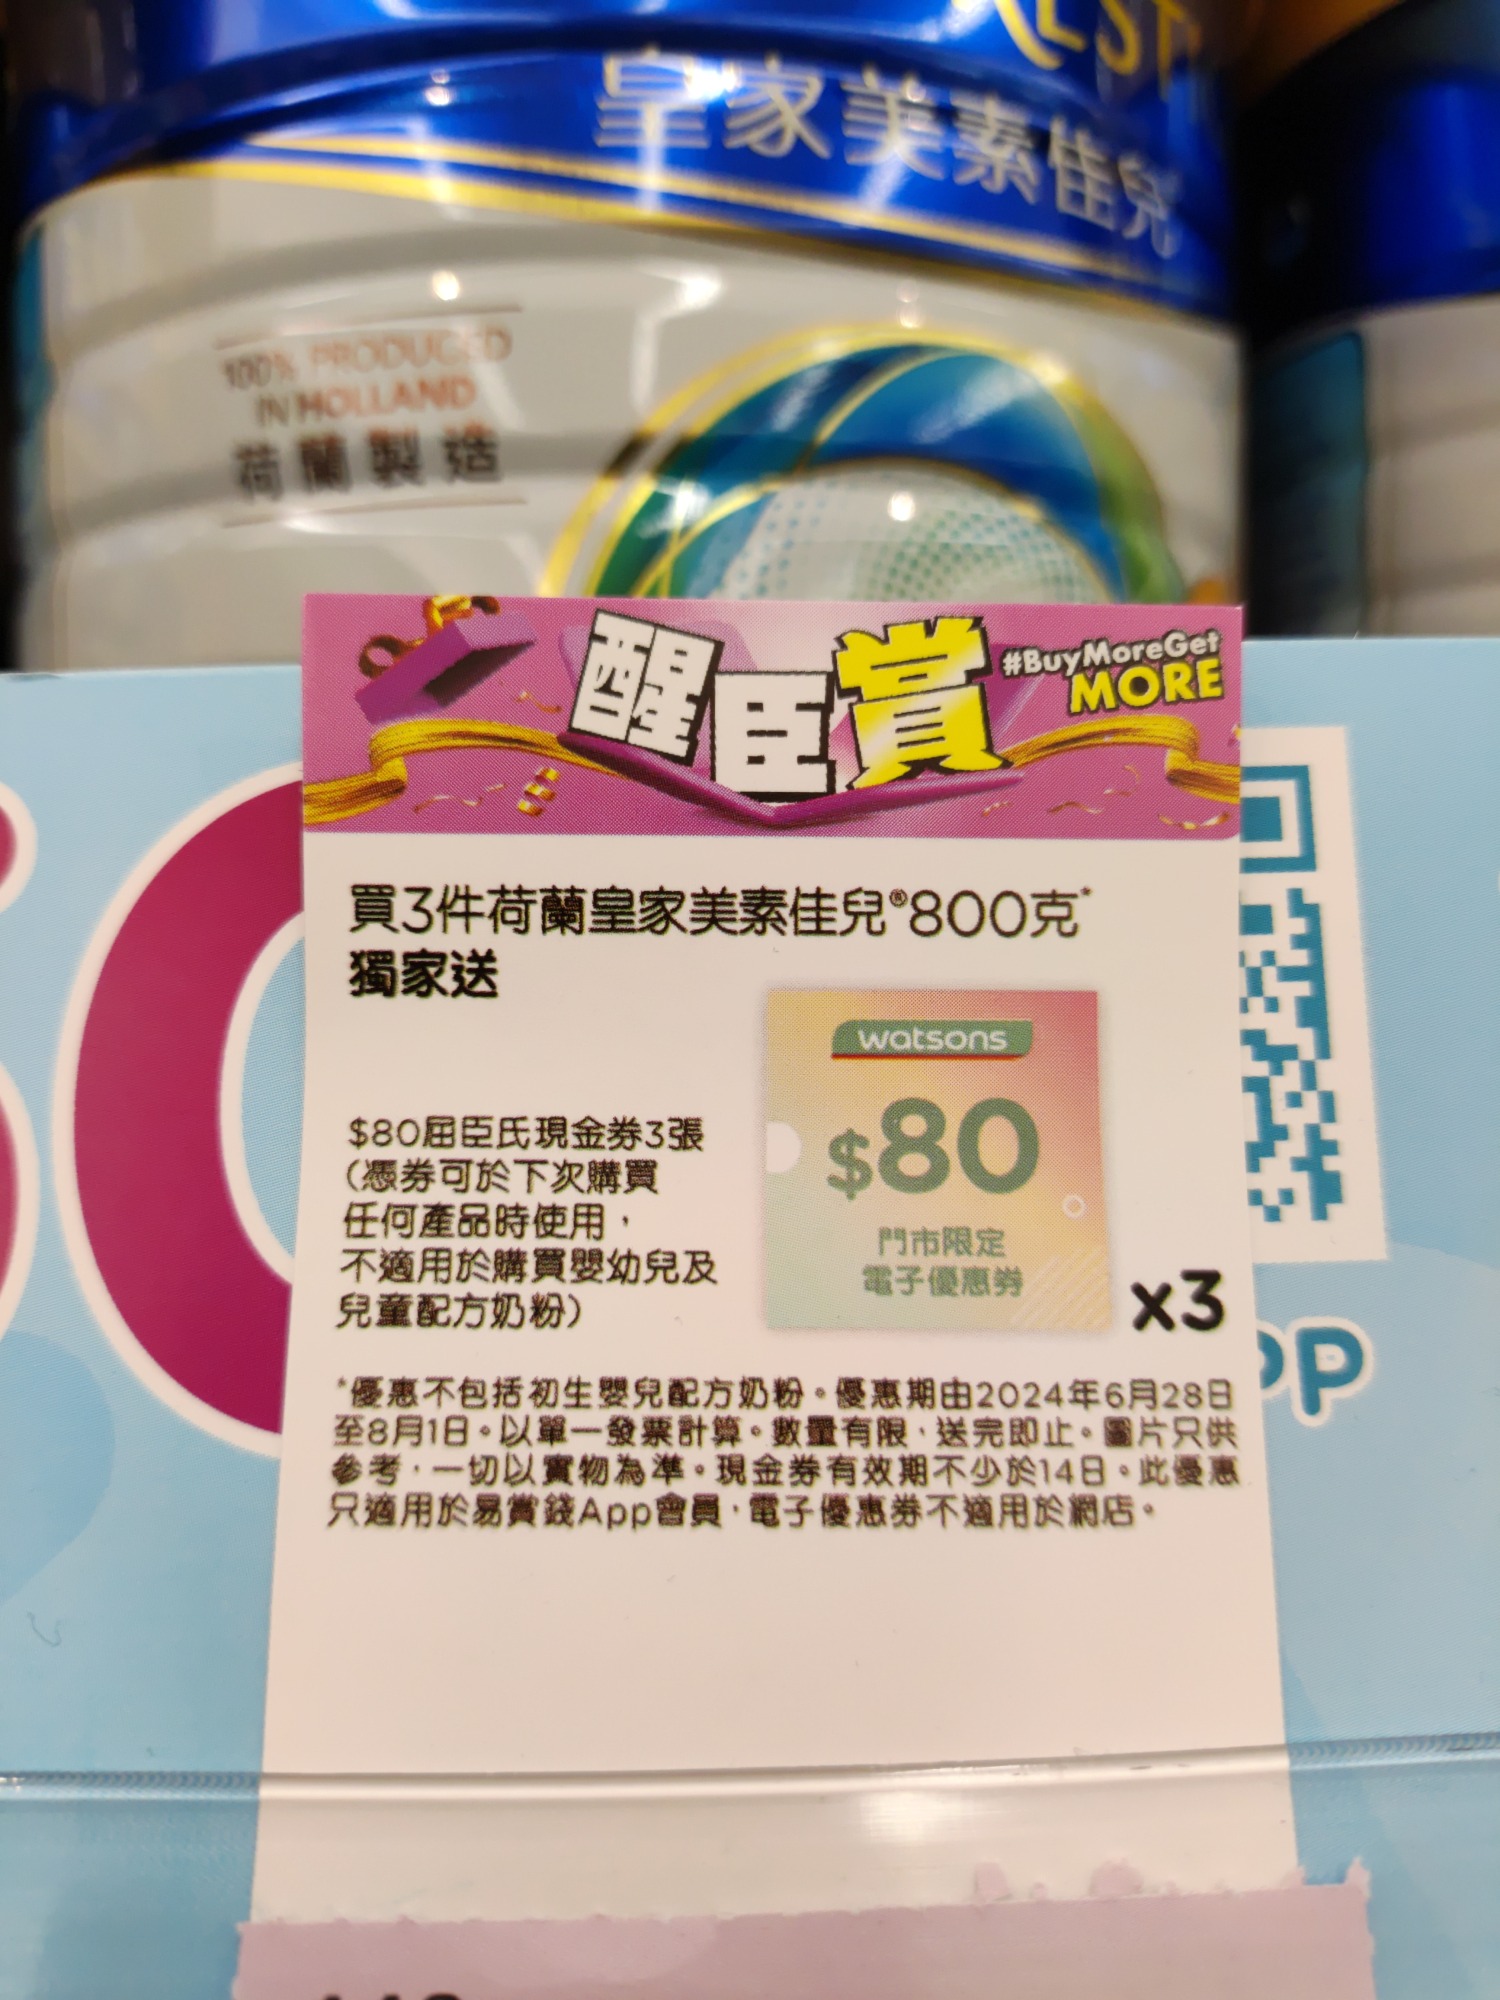 皇家美素佳兒
100% PRODUCED
IN HOLLAND
荷蘭製造
醒臣賞
#BuyMoreGet
MORE
買3件荷蘭皇家美素佳兒®800克*
獨家送
watsons
$80
門市限定
電子優惠券
x3
$80屈臣氏現金券3張
(憑券可於下次購買
任何產品時使用，
不適用於購買嬰幼兒及
兒童配方奶粉)
*優惠不包括初生嬰兒配方奶粉。優惠期由2024年6月28日
至8月1日。以單一發票計算。數量有限，送完即止。圖片只供
參考，一切以實物為準。現金券有效期不少於14日。此優惠
只適用於易賞錢App會員，電子優惠券不適用於網店。